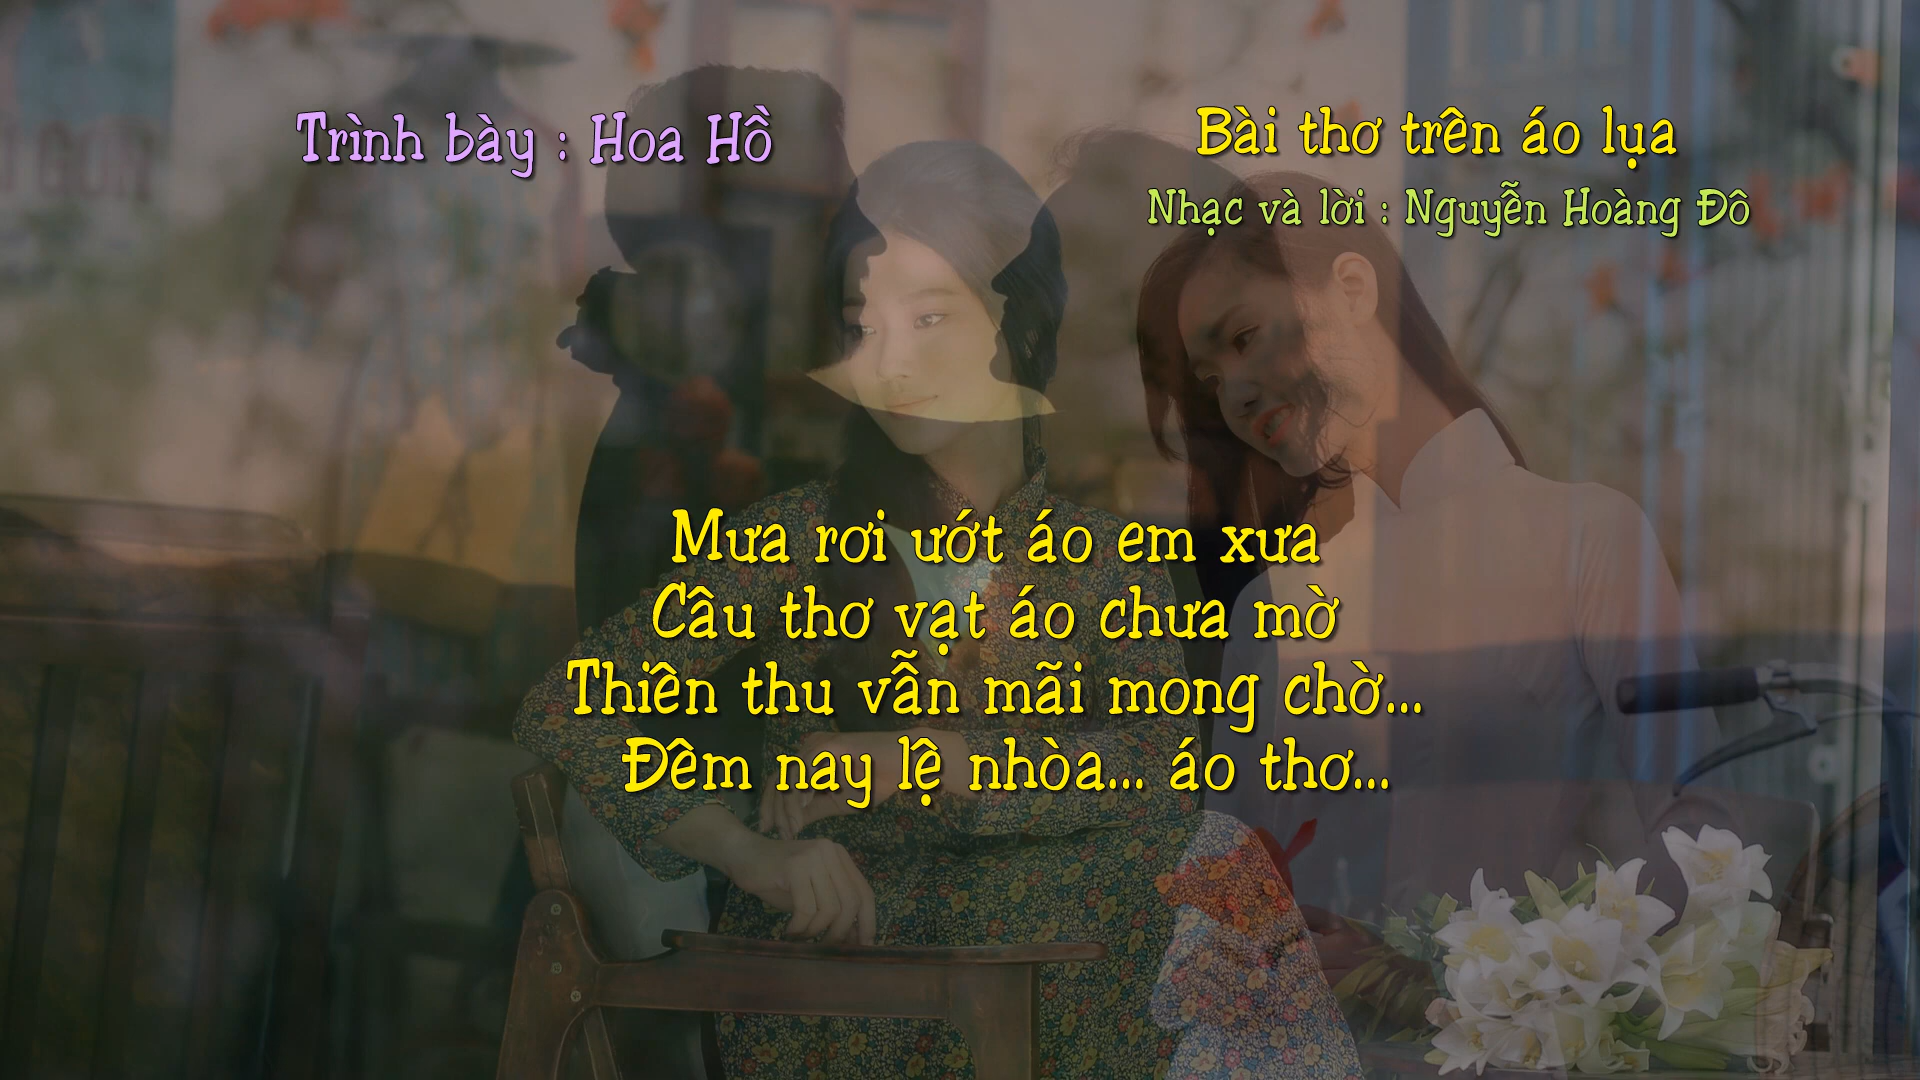 Trình bày : Hoa Hồ
Bài thơ trên áo lụa
Nhạc và lời : Nguyễn Hoàng Đô
Mưa rơi ướt áo em xưa
Câu thơ vạt áo chưa mờ
Thiên thu vẫn mãi mong chờ...
Đêm nay lệ nhòa... áo thơ...